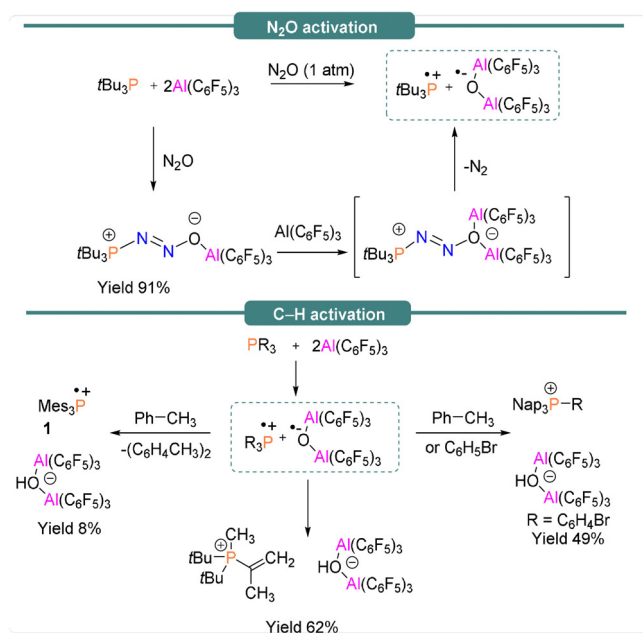 N₂O activation
tBu₃P + 2Al(C₆F₅)₃
N₂O (1 atm)
tBu₃P •+ + •- Al(C₆F₅)₃ O Al(C₆F₅)₃
N₂O
-N₂
tBu₃P ⊕ N N O ⊖ Al(C₆F₅)₃
Al(C₆F₅)₃
tBu₃P ⊕ N N O ⊖ Al(C₆F₅)₃ Al(C₆F₅)₃
Yield 91%
C–H activation
PR₃ + 2Al(C₆F₅)₃
Mes₃P •+
1
Ph−CH₃
-(C₆H₄CH₃)₂
R₃P •+ + •- Al(C₆F₅)₃ O Al(C₆F₅)₃
Ph−CH₃
or C₆H₅Br
Nap₃P−R ⊕
Al(C₆F₅)₃
HO ⊖
Al(C₆F₅)₃
Yield 8%
Al(C₆F₅)₃
HO ⊖
Al(C₆F₅)₃
R = C₆H₄Br
Yield 49%
CH₃
tBu P ⊕ CH₂
tBu CH₃
Al(C₆F₅)₃
HO ⊖
Al(C₆F₅)₃
Yield 62%